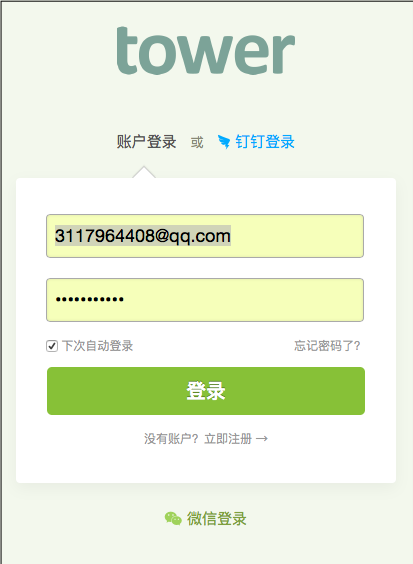 tower
账户登录 或 钉钉登录
3117964408@qq.com
•••••••••••
下次自动登录 忘记密码了?
登录
没有账户? 立即注册 →
微信登录